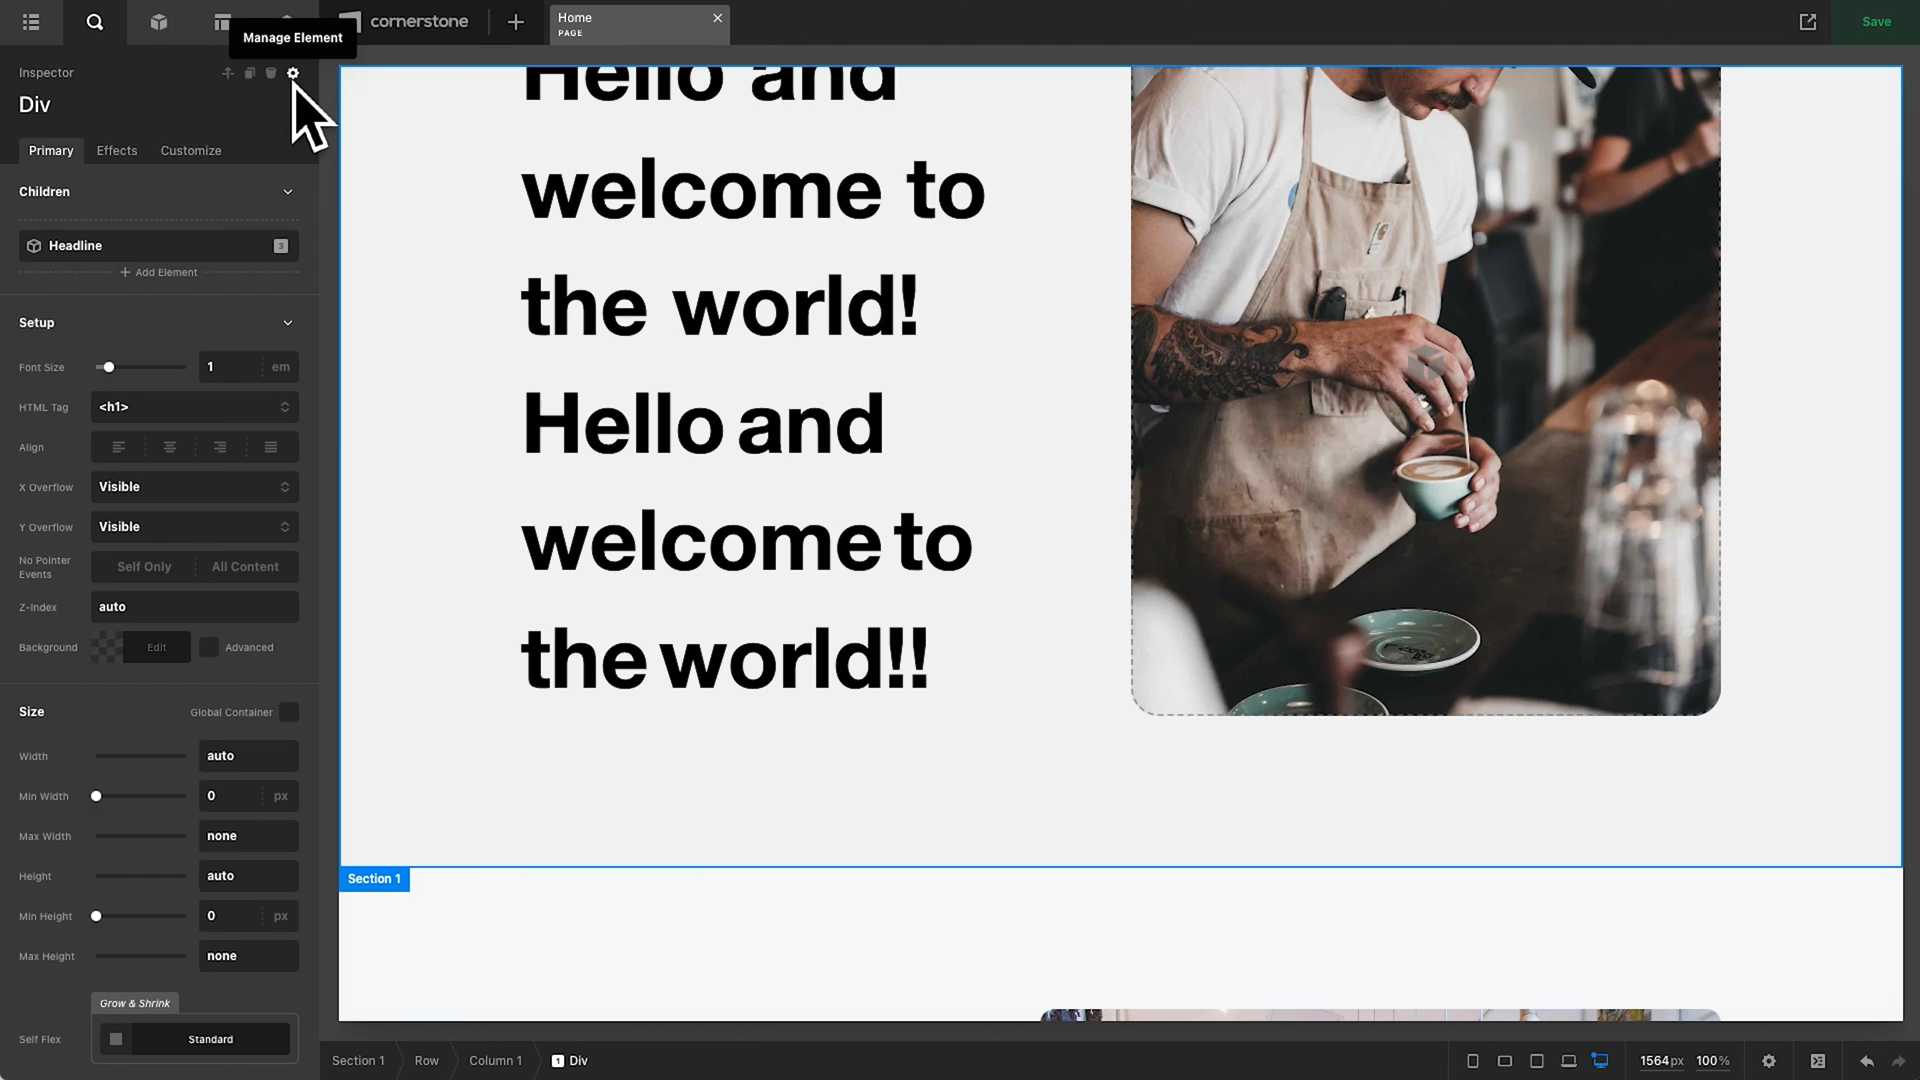 cornerstone
Home
PAGE
Save
Manage Element
Inspector
Div
Primary
Effects
Customize
Children
Headline
3
Add Element
Setup
Font Size
1
em
HTML Tag
<h1>
Align
X Overflow
Visible
Y Overflow
Visible
No Pointer
Events
Self Only
All Content
Z-Index
auto
Background
Edit
Advanced
Size
Global Container
Width
auto
Min Width
0
px
Max Width
none
Height
auto
Min Height
0
px
Max Height
none
Grow & Shrink
Self Flex
Standard
Hello and
welcome to
the world!
Hello and
welcome to
the world!!
Section 1
Section 1
Row
Column 1
1
Div
1564px
100%